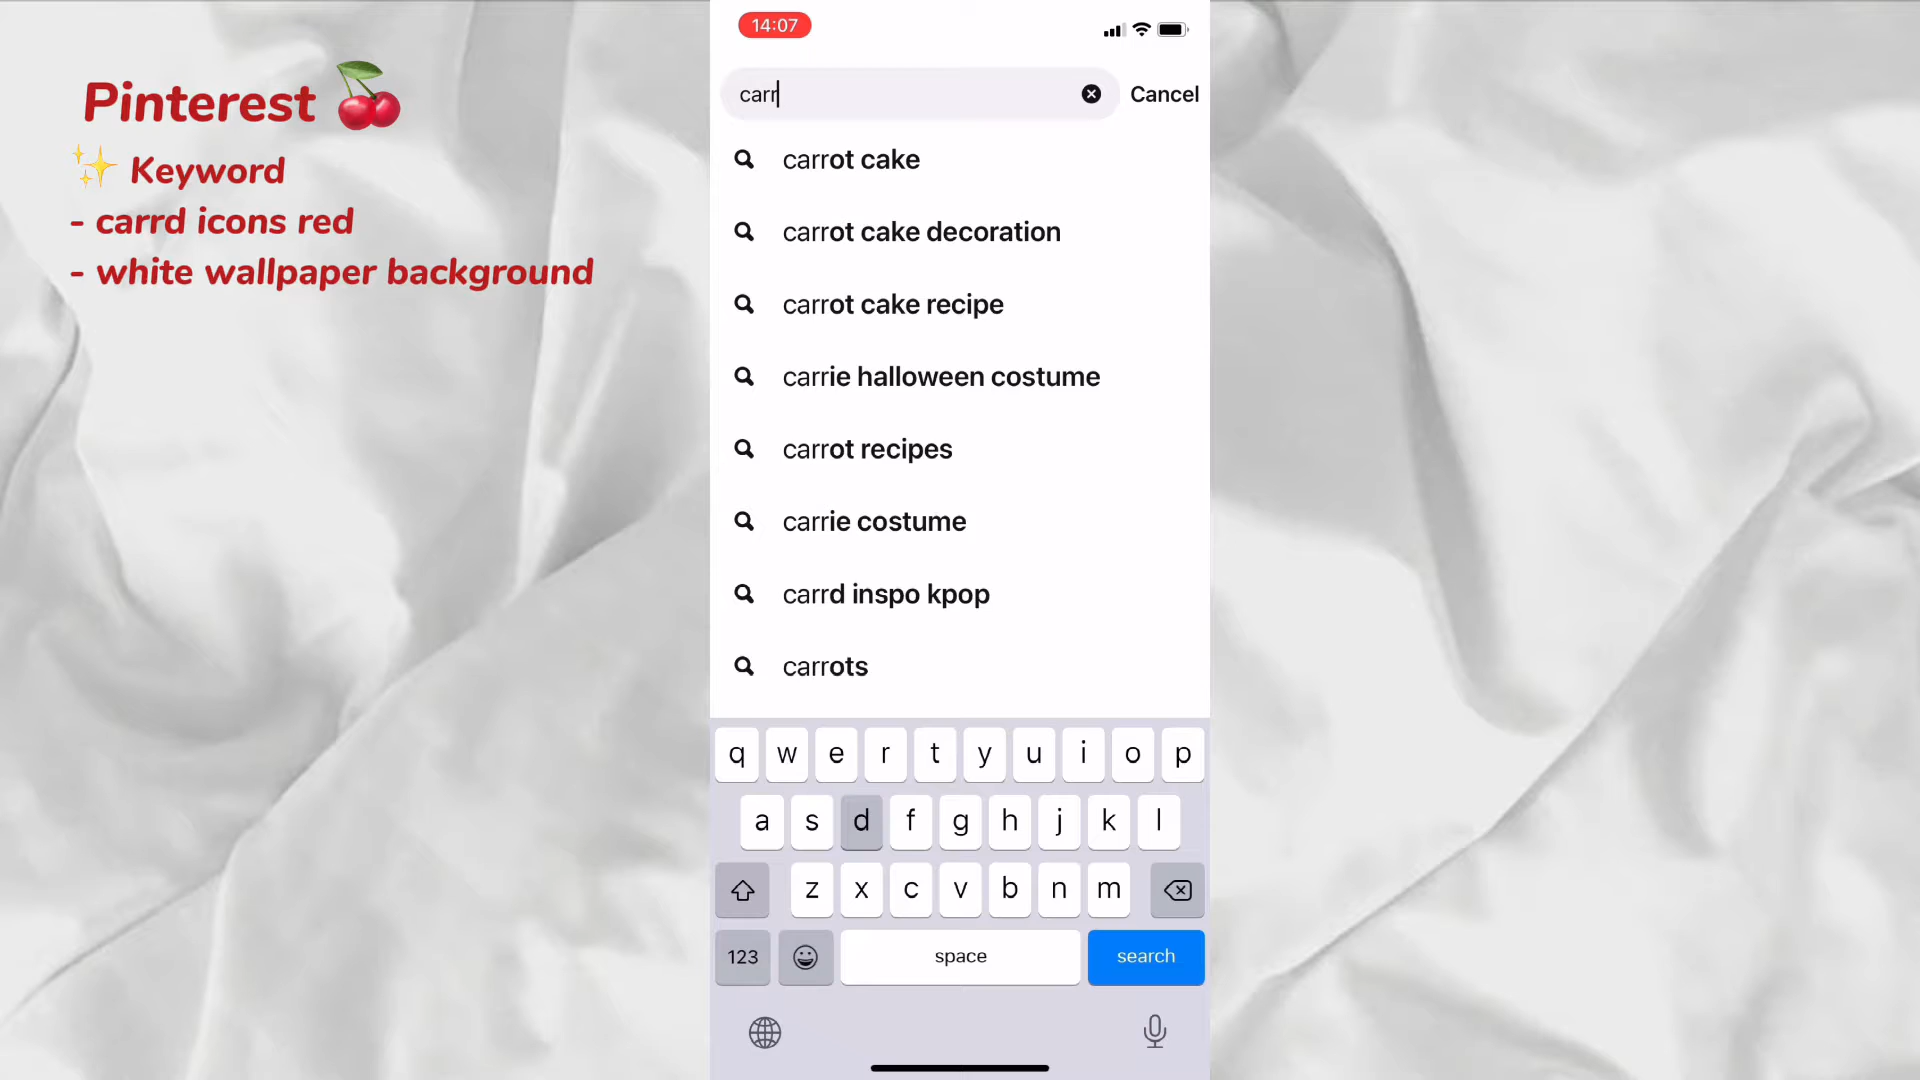 Pinterest 🍒
✨ Keyword
- carrd icons red
- white wallpaper background
14:07
carr
Cancel
carrot cake
carrot cake decoration
carrot cake recipe
carrie halloween costume
carrot recipes
carrie costume
carrd inspo kpop
carrots
q w e r t y u i o p
a s d f g h j k l
z x c v b n m
123 space search